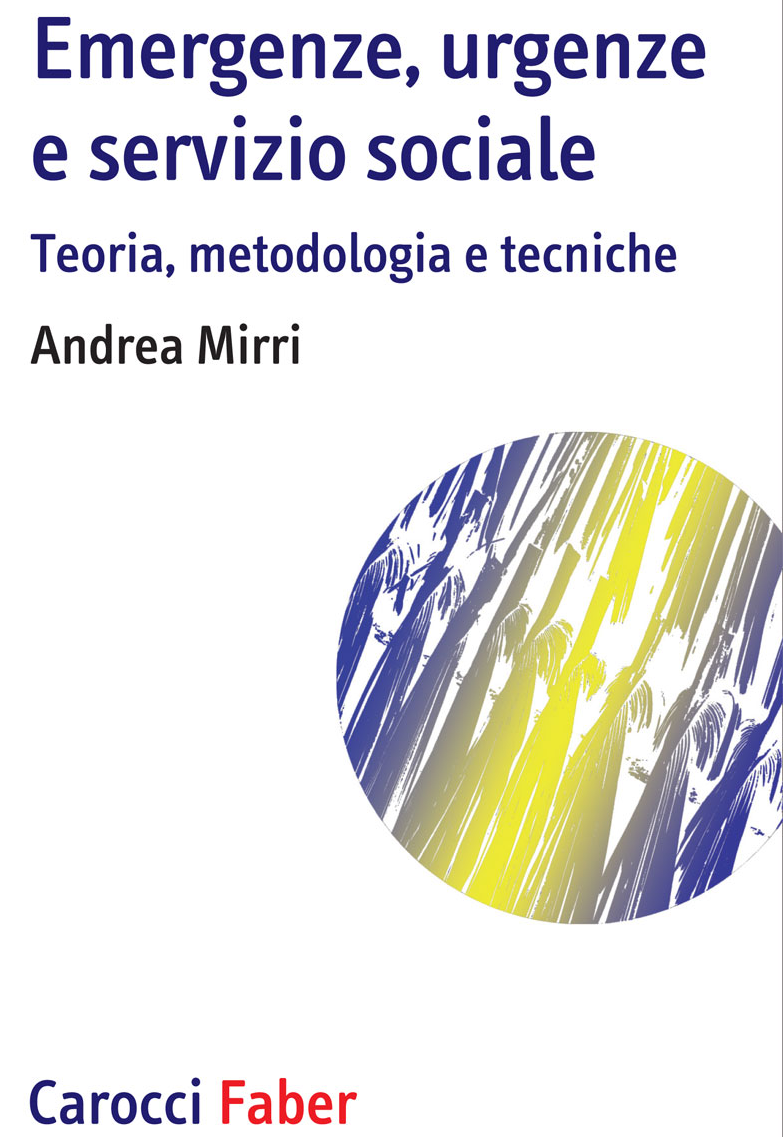 Emergenze, urgenze
e servizio sociale
Teoria, metodologia e tecniche
Andrea Mirri
Carocci Faber